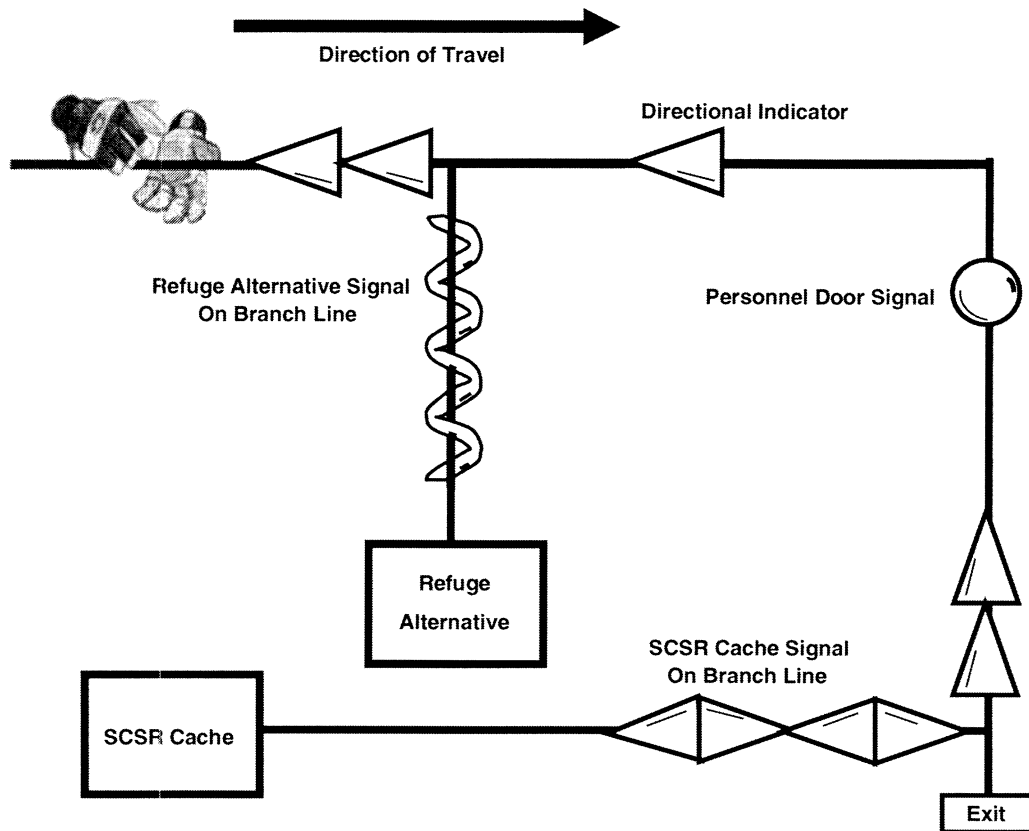 Direction of Travel
Directional Indicator
Refuge Alternative Signal
On Branch Line
Personnel Door Signal
Refuge
Alternative
SCSR Cache Signal
On Branch Line
SCSR Cache
Exit